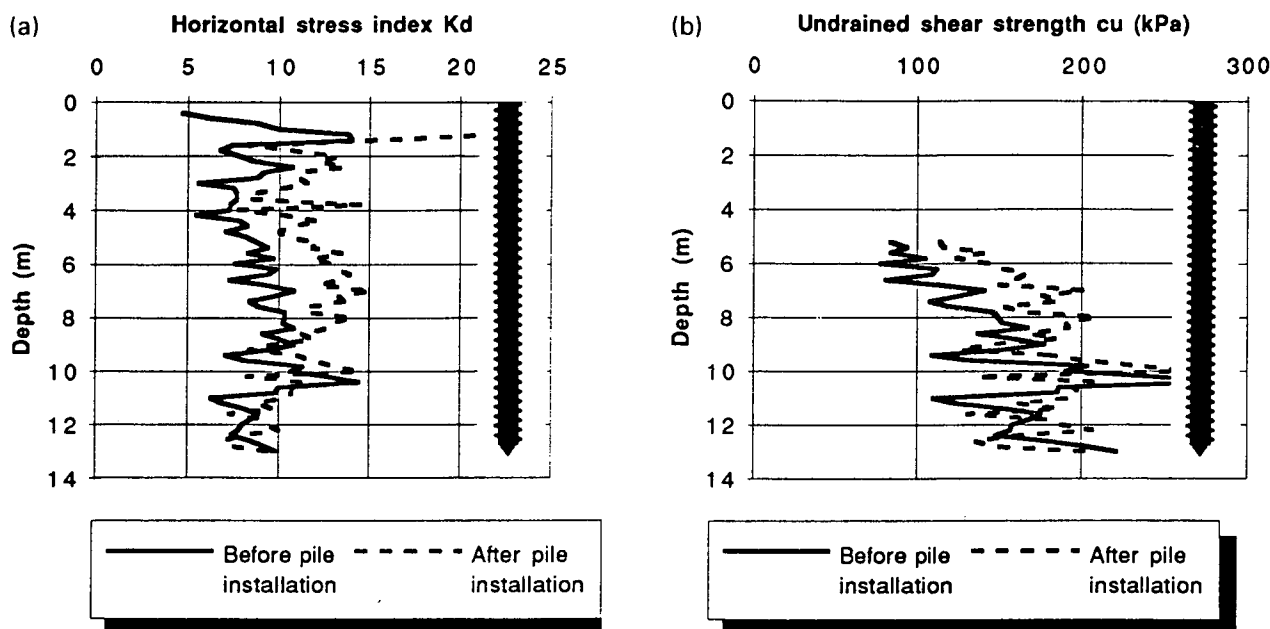 (a) Horizontal stress index Kd
0 5 10 15 20 25
Depth (m)
0
2
4
6
8
10
12
14
Before pile installation
After pile installation
(b) Undrained shear strength cu (kPa)
0 100 200 300
Depth (m)
0
2
4
6
8
10
12
14
Before pile installation
After pile installation